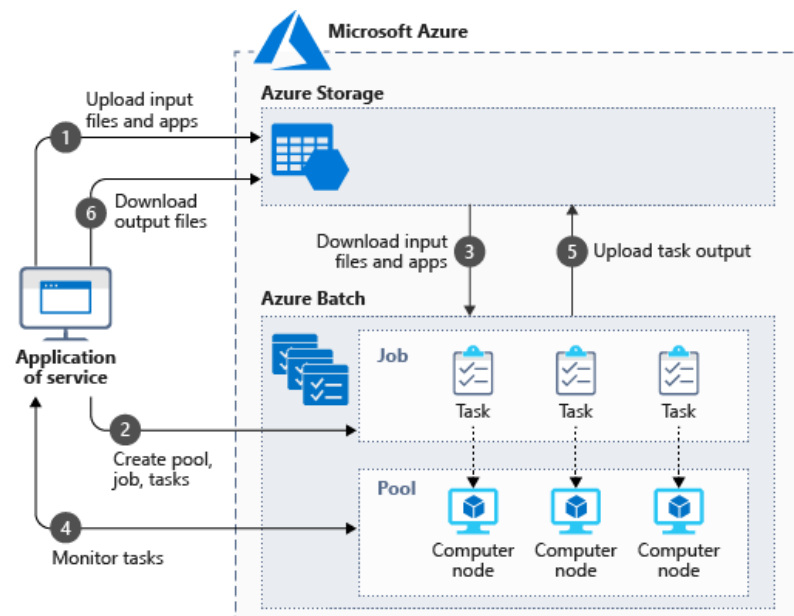 Microsoft Azure
Upload input
files and apps
Azure Storage
1
Download
output files
6
Download input
files and apps
3
5
Upload task output
Azure Batch
Application
of service
Job
Task
Task
Task
2
Create pool,
job, tasks
Pool
4
Monitor tasks
Computer
node
Computer
node
Computer
node